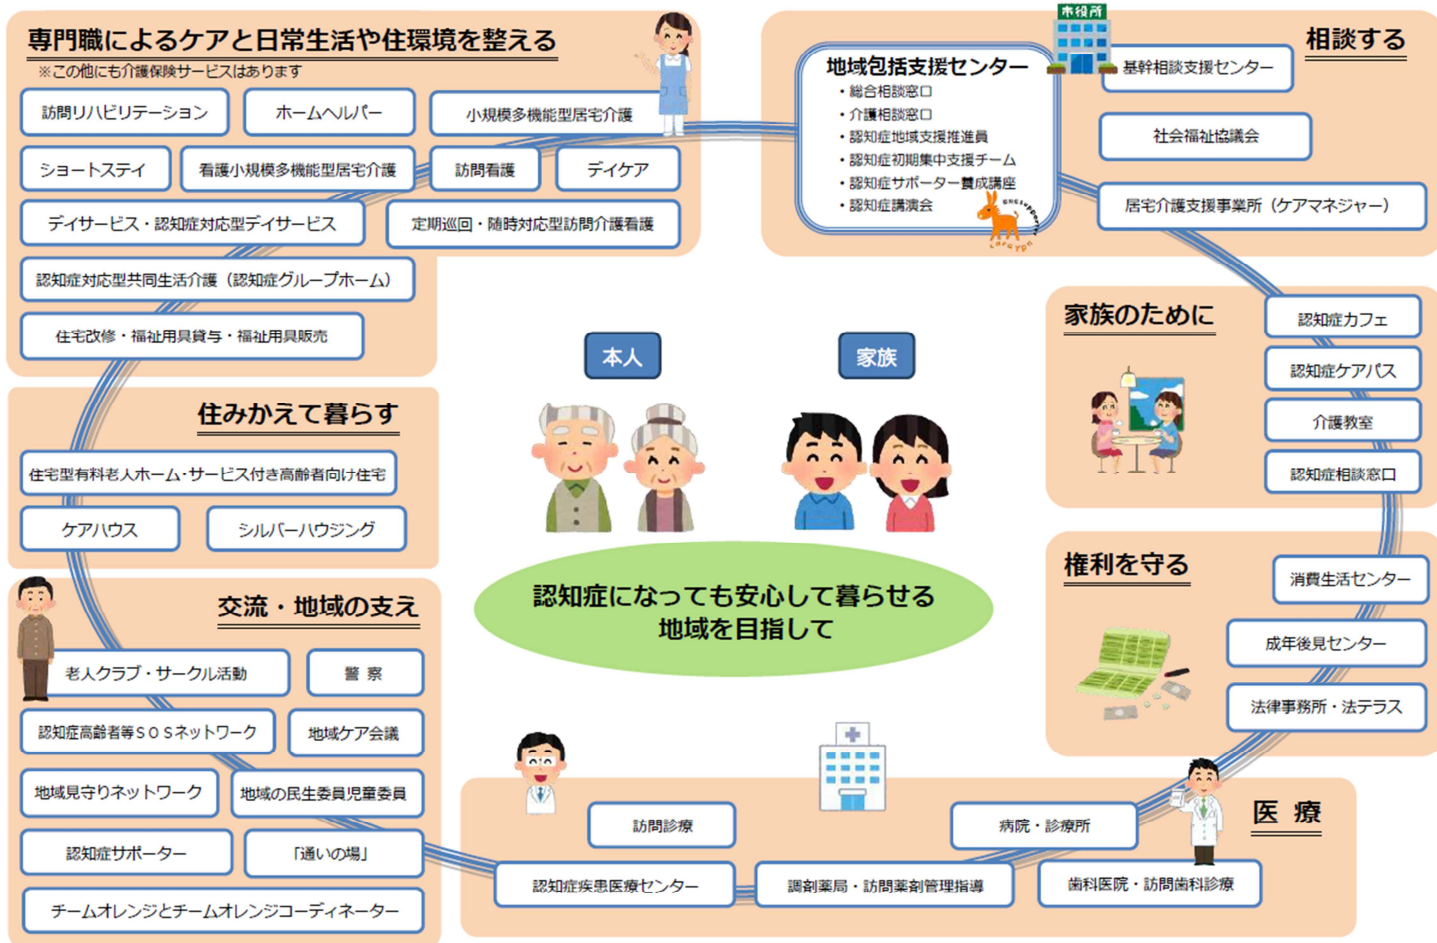 専門職によるケアと日常生活や住環境を整える
※この他にも介護保険サービスはあります
訪問リハビリテーション
ホームヘルパー
小規模多機能型居宅介護
ショートステイ
看護小規模多機能型居宅介護
訪問看護
デイケア
デイサービス・認知症対応型デイサービス
定期巡回・随時対応型訪問介護看護
認知症対応型共同生活介護（認知症グループホーム）
住宅改修・福祉用具貸与・福祉用具販売
住みかえて暮らす
住宅型有料老人ホーム・サービス付き高齢者向け住宅
ケアハウス
シルバーハウジング
交流・地域の支え
老人クラブ・サークル活動
警 察
認知症高齢者等ＳＯＳネットワーク
地域ケア会議
地域見守りネットワーク
地域の民生委員児童委員
認知症サポーター
「通いの場」
チームオレンジとチームオレンジコーディネーター
市役所
相談する
地域包括支援センター
・総合相談窓口
・介護相談窓口
・認知症地域支援推進員
・認知症初期集中支援チーム
・認知症サポーター養成講座
・認知症講演会
基幹相談支援センター
社会福祉協議会
居宅介護支援事業所（ケアマネジャー）
家族のために
認知症カフェ
認知症ケアパス
介護教室
認知症相談窓口
権利を守る
消費生活センター
成年後見センター
法律事務所・法テラス
医 療
訪問診療
病院・診療所
認知症疾患医療センター
調剤薬局・訪問薬剤管理指導
歯科医院・訪問歯科診療
本人
家族
認知症になっても安心して暮らせる
地域を目指して